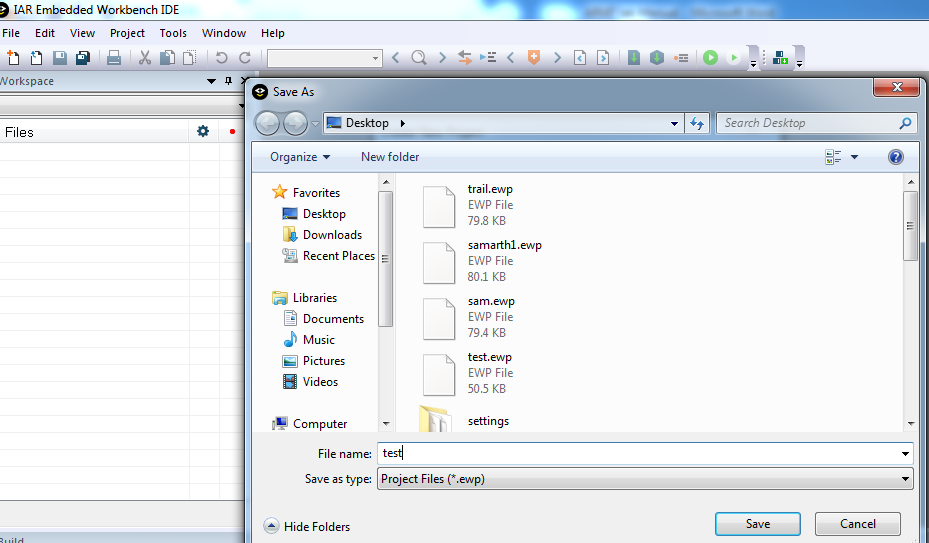 IAR Embedded Workbench IDE
File Edit View Project Tools Window Help
Workspace
Files
Save As
Desktop
Search Desktop
Organize New folder
Favorites
Desktop
Downloads
Recent Places
Libraries
Documents
Music
Pictures
Videos
Computer
trail.ewp
EWP File
79.8 KB
samarth1.ewp
EWP File
80.1 KB
sam.ewp
EWP File
79.4 KB
test.ewp
EWP File
50.5 KB
settings
File name: test
Save as type: Project Files (*.ewp)
Hide Folders Save Cancel
Build